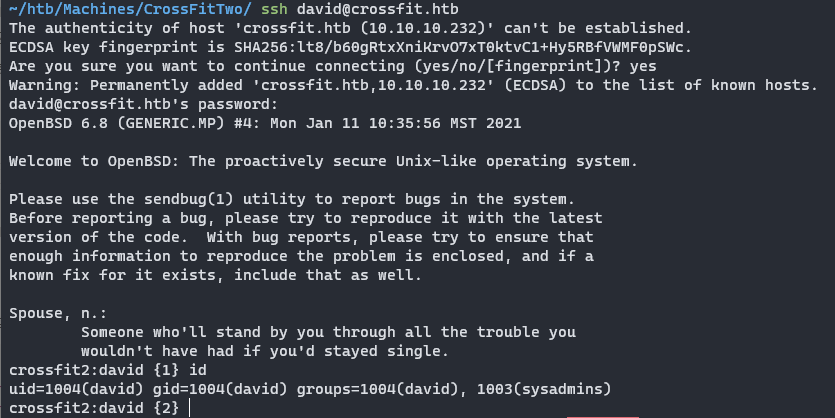 ~/htb/Machines/CrossFitTwo/ ssh david@crossfit.htb
The authenticity of host 'crossfit.htb (10.10.10.232)' can't be established.
ECDSA key fingerprint is SHA256:lt8/b60gRtxXniKrvO7xT0ktvC1+Hy5RBfVWMF0pSWc.
Are you sure you want to continue connecting (yes/no/[fingerprint])? yes
Warning: Permanently added 'crossfit.htb,10.10.10.232' (ECDSA) to the list of known hosts.
david@crossfit.htb's password:
OpenBSD 6.8 (GENERIC.MP) #4: Mon Jan 11 10:35:56 MST 2021

Welcome to OpenBSD: The proactively secure Unix-like operating system.

Please use the sendbug(1) utility to report bugs in the system.
Before reporting a bug, please try to reproduce it with the latest
version of the code.  With bug reports, please try to ensure that
enough information to reproduce the problem is enclosed, and if a
known fix for it exists, include that as well.

Spouse, n.:
        Someone who'll stand by you through all the trouble you
        wouldn't have had if you'd stayed single.
crossfit2:david {1} id
uid=1004(david) gid=1004(david) groups=1004(david), 1003(sysadmins)
crossfit2:david {2}